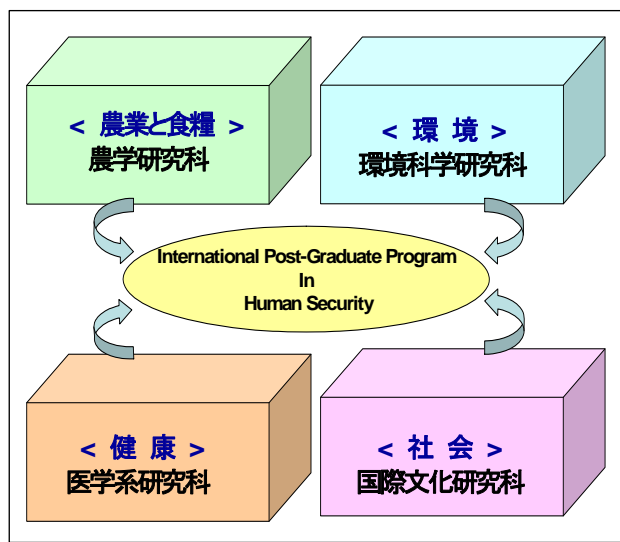 < 農業と食糧 >
農学研究科
< 環 境 >
環境科学研究科
International Post-Graduate Program
In
Human Security
< 健 康 >
医学系研究科
< 社 会 >
国際文化研究科